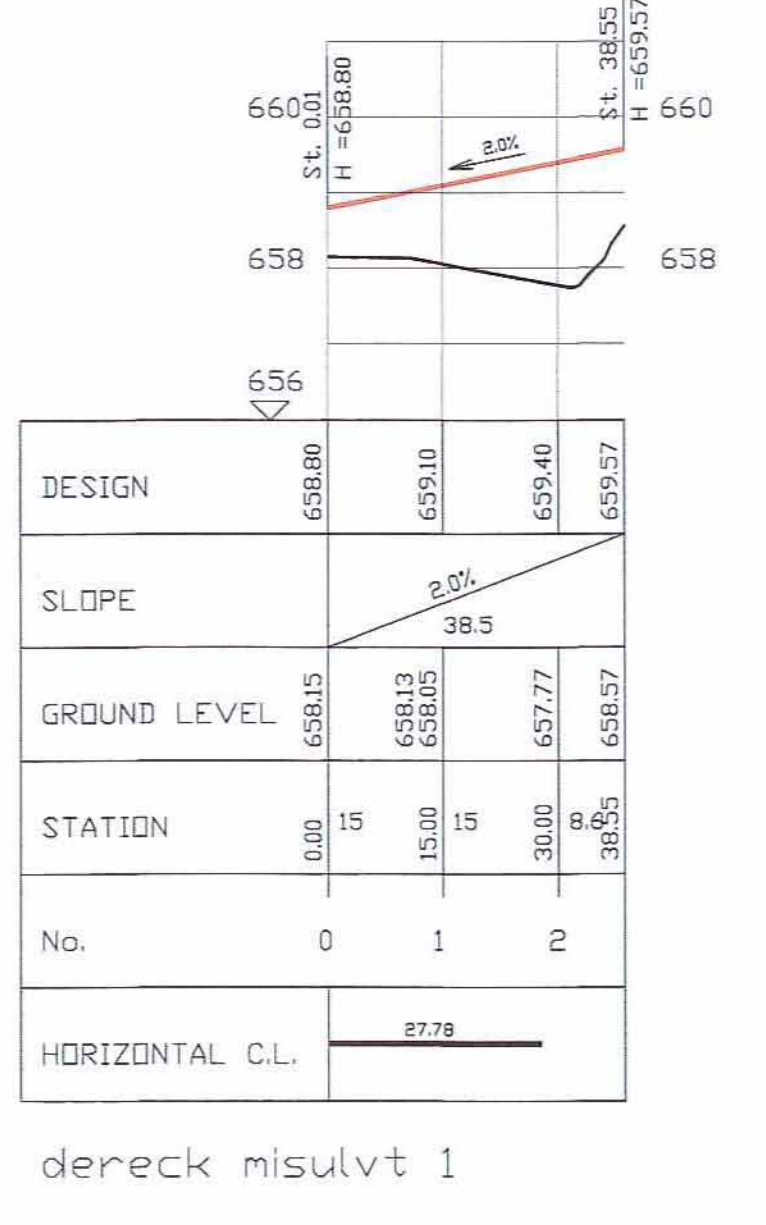 St. 0.01
H =658.80
St. 38.55
H =659.57
660
660
2.0%
658
658
656
DESIGN 658.80 659.10 659.40 659.57
SLOPE 2.0% 38.5
GROUND LEVEL 658.15 658.13 658.05 657.77 658.57
STATION 0.00 15 15.00 15 30.00 8.6 38.55
No. 0 1 2
HORIZONTAL C.L. 27.78
dereck misulvt 1